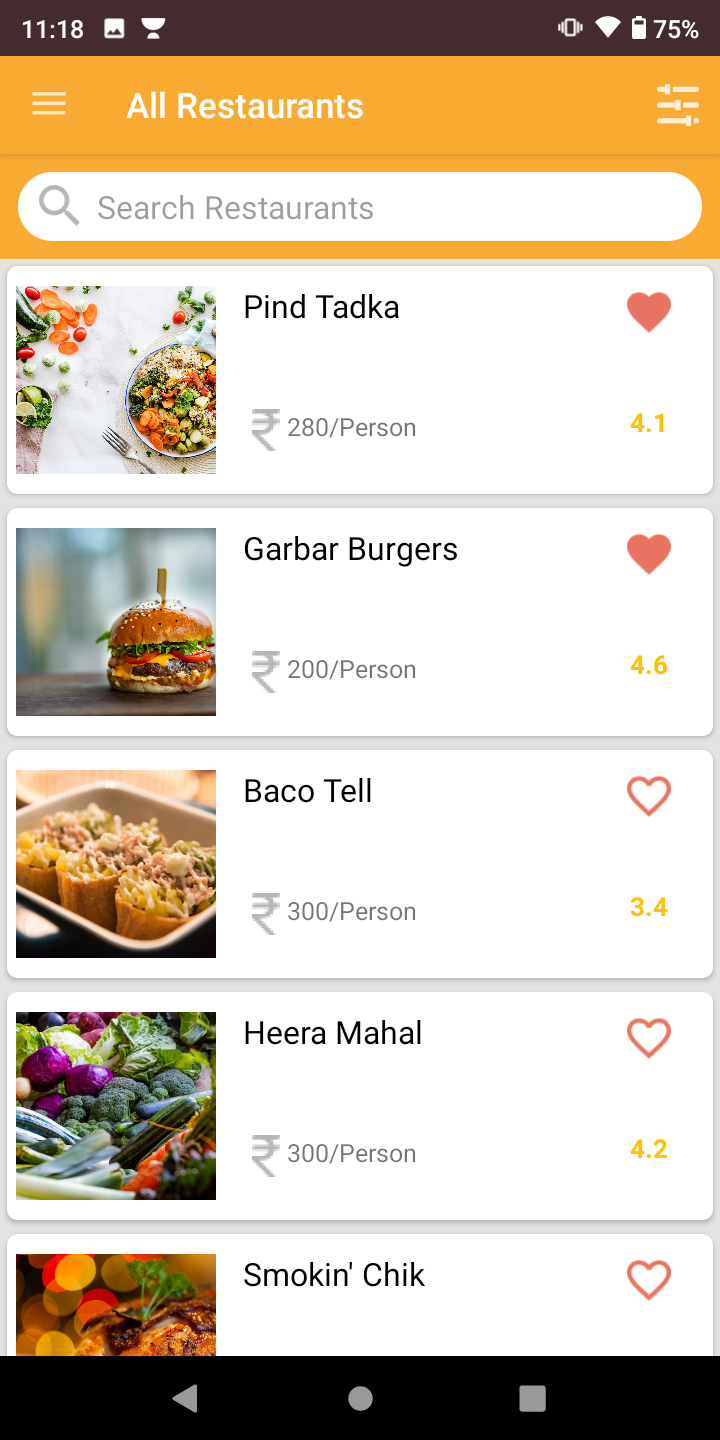 11:18 75%
All Restaurants
Search Restaurants
Pind Tadka
₹ 280/Person 4.1
Garbar Burgers
₹ 200/Person 4.6
Baco Tell
₹ 300/Person 3.4
Heera Mahal
₹ 300/Person 4.2
Smokin' Chik